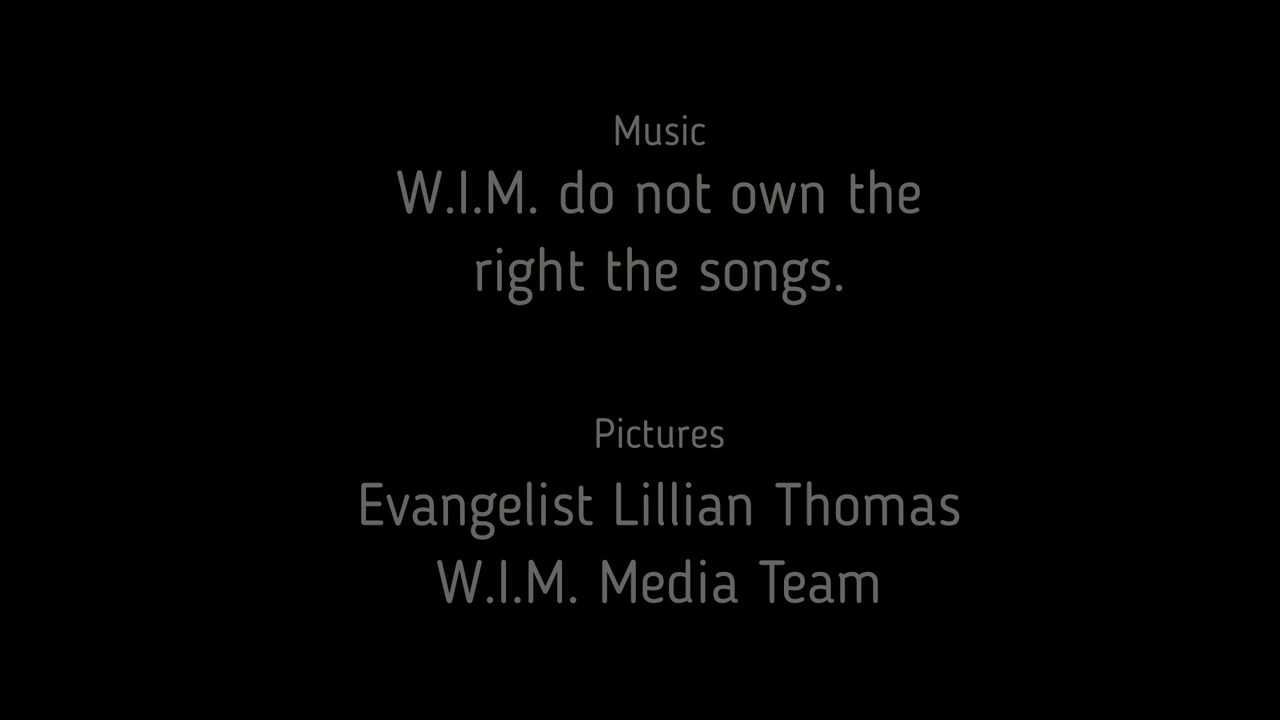 Music
W.I.M. do not own the
right the songs.
Pictures
Evangelist Lillian Thomas
W.I.M. Media Team